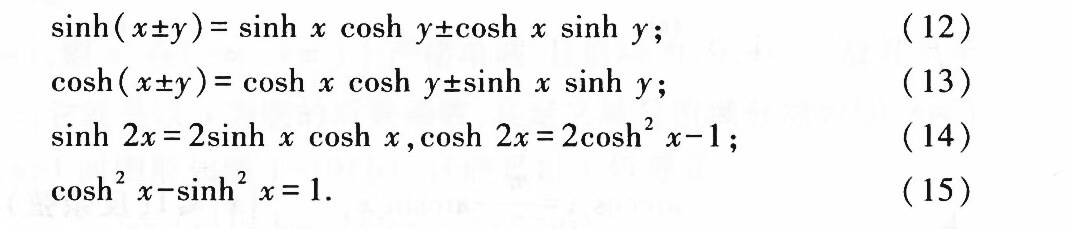 sinh(x±y)= sinh x cosh y±cosh x sinh y; (12)
cosh(x±y)= cosh x cosh y±sinh x sinh y; (13)
sinh 2x=2sinh x cosh x,cosh 2x=2cosh² x-1; (14)
cosh² x-sinh² x=1. (15)